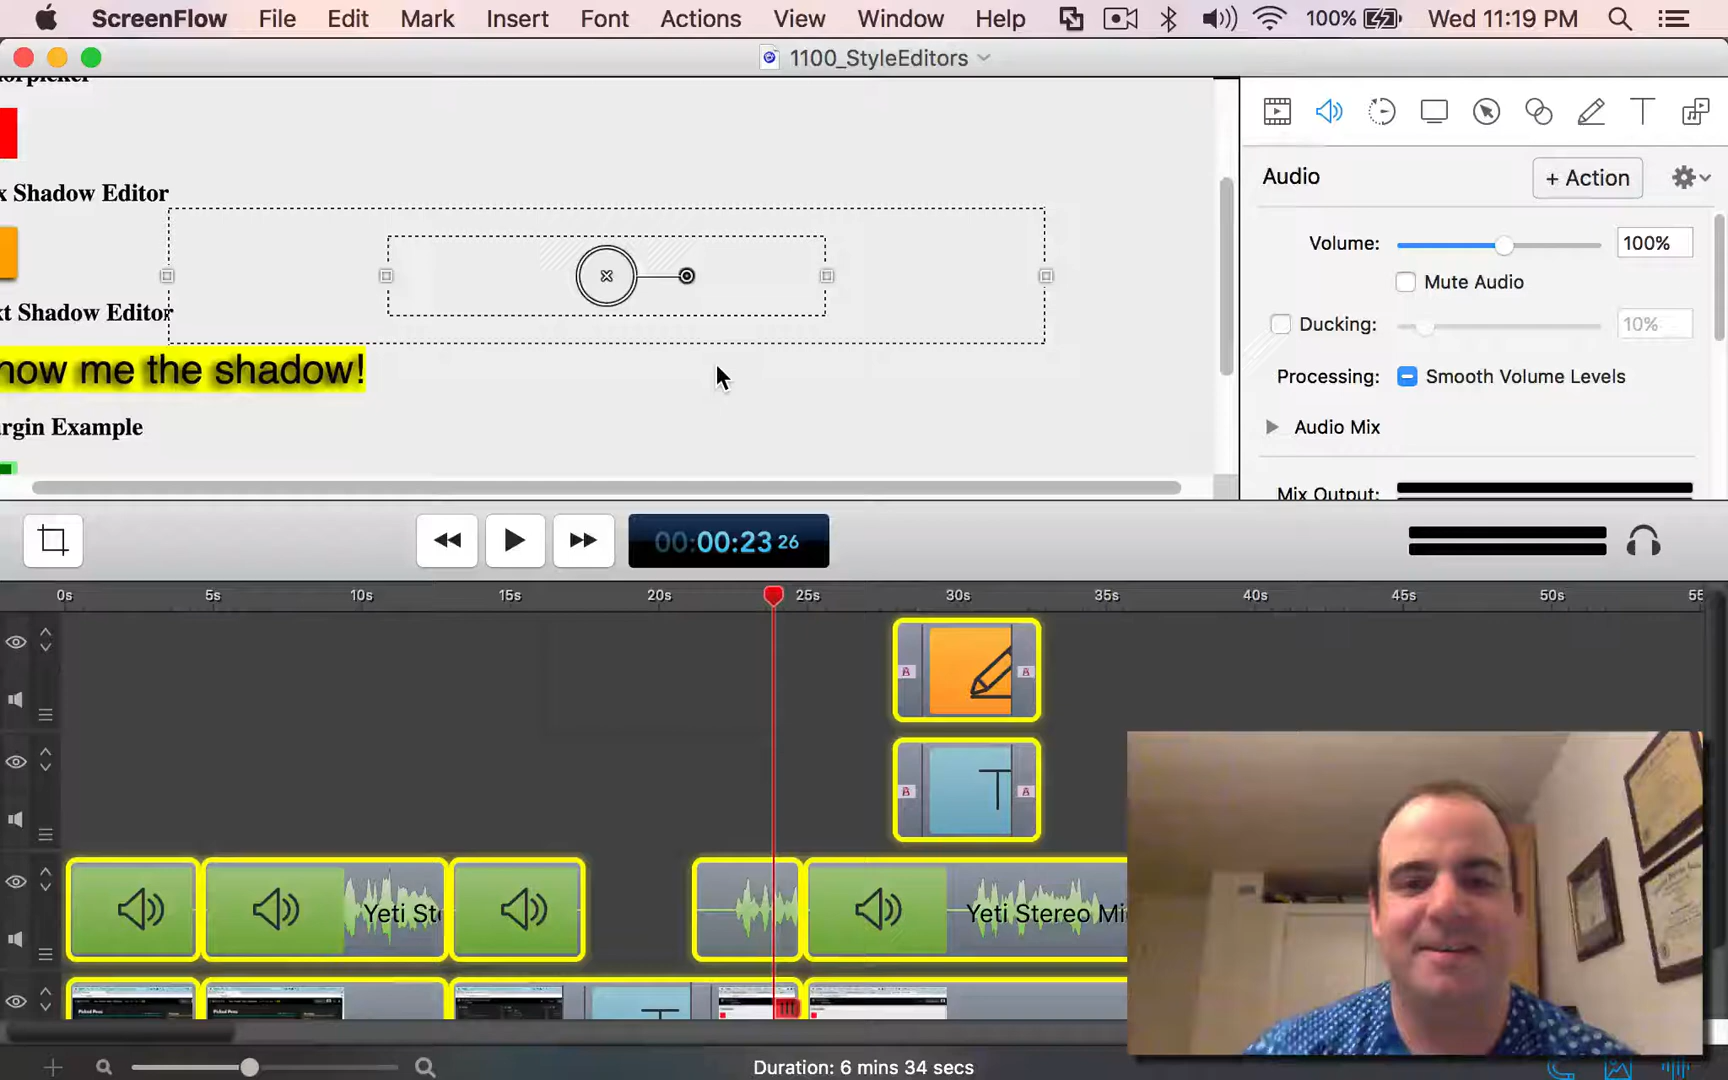 ScreenFlow File Edit Mark Insert Font Actions View Window Help 100% Wed 11:19 PM
1100_StyleEditors
x Shadow Editor
xt Shadow Editor
how me the shadow!
rgin Example
Audio
+ Action
Volume: 100%
Mute Audio
Ducking: 10%
Processing: Smooth Volume Levels
Audio Mix
Mix Output:
00:00:23 26
0s 5s 10s 15s 20s 25s 30s 35s 40s 45s 50s 55
A A
T
A A
Yeti Ste
Yeti Stereo Mi
T
Duration: 6 mins 34 secs